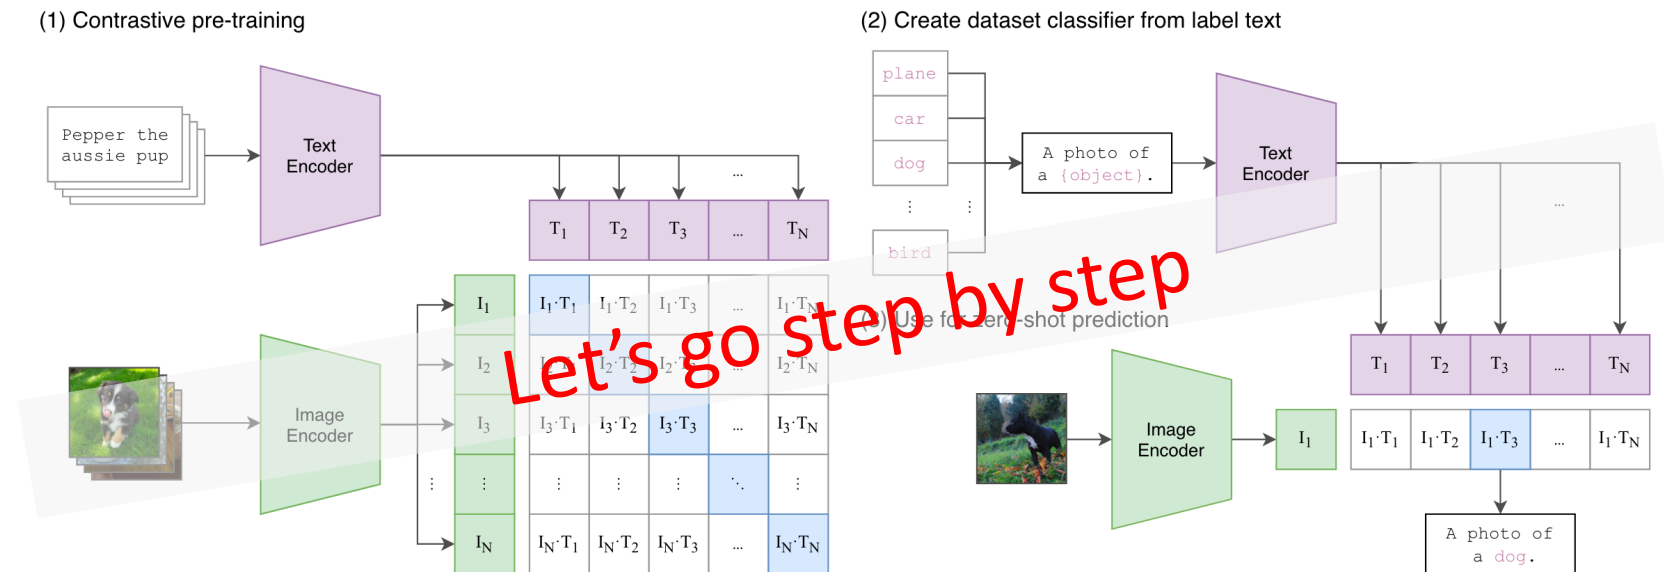 (1) Contrastive pre-training
Pepper the
aussie pup
Text
Encoder
...
T1 T2 T3 ... TN
I1 I1·T1 I1·T2 I1·T3 ... I1·TN
I2 I2·T1 I2·T2 I2·T3 ... I2·TN
I3 I3·T1 I3·T2 I3·T3 ... I3·TN
⋮ ⋮ ⋮ ⋮ ⋮ ⋱ ⋮
IN IN·T1 IN·T2 IN·T3 ... IN·TN
Image
Encoder
(2) Create dataset classifier from label text
plane
car
dog
⋮ ⋮
bird
A photo of
a {object}.
Text
Encoder
...
(3) Use for zero-shot prediction
T1 T2 T3 ... TN
Image
Encoder
I1 I1·T1 I1·T2 I1·T3 ... I1·TN
A photo of
a dog.
Let's go step by step